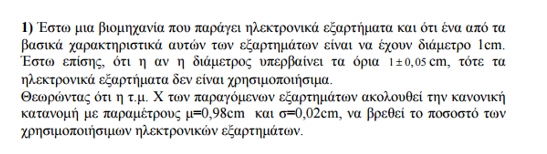 1) Έστω μια βιομηχανία που παράγει ηλεκτρονικά εξαρτήματα και ότι ένα από τα
βασικά χαρακτηριστικά αυτών των εξαρτημάτων είναι να έχουν διάμετρο 1cm.
Έστω επίσης, ότι η αν η διάμετρος υπερβαίνει τα όρια 1±0,05 cm, τότε τα
ηλεκτρονικά εξαρτήματα δεν είναι χρησιμοποιήσιμα.
Θεωρώντας ότι η τ.μ. Χ των παραγόμενων εξαρτημάτων ακολουθεί την κανονική
κατανομή με παραμέτρους μ=0,98cm και σ=0,02cm, να βρεθεί το ποσοστό των
χρησιμοποιήσιμων ηλεκτρονικών εξαρτημάτων.